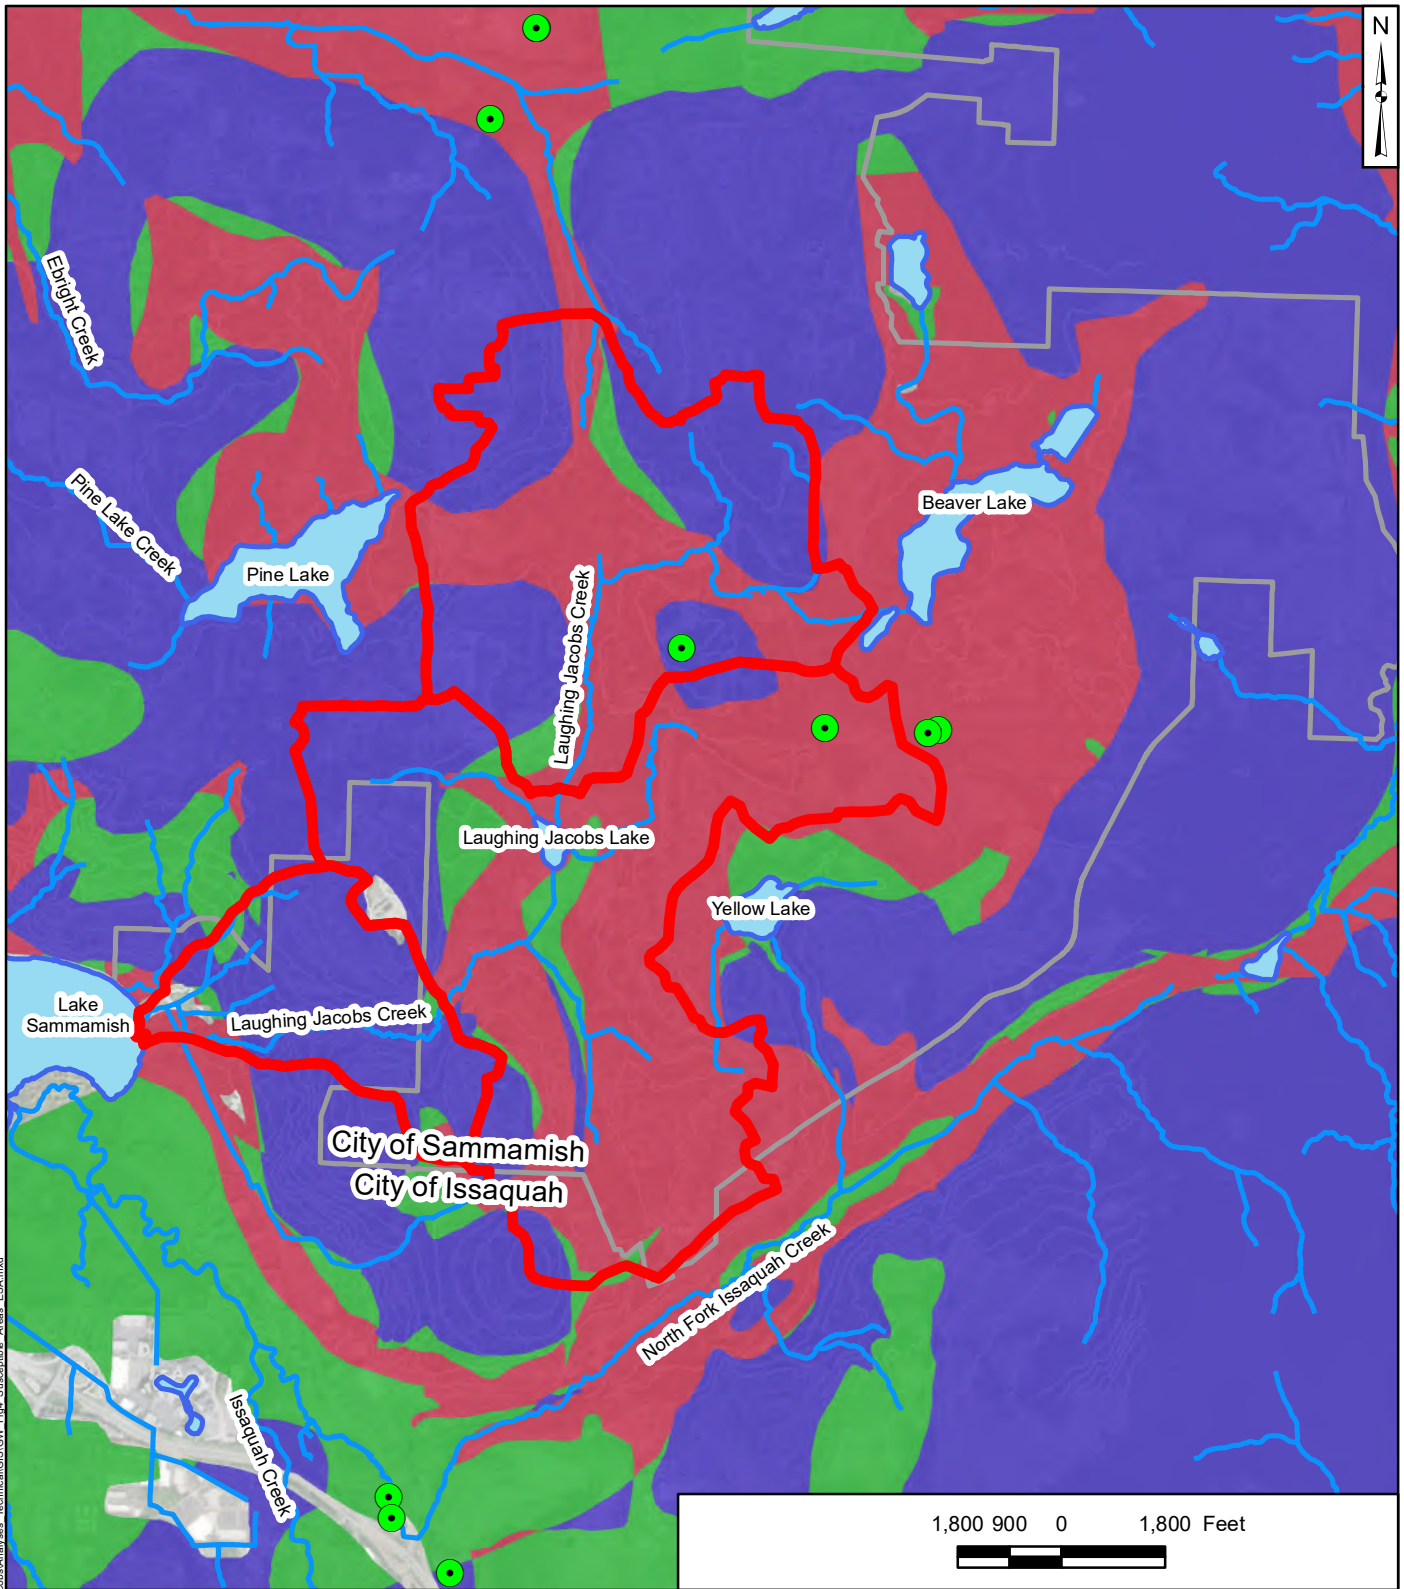 N
Ebright Creek
Pine Lake Creek
Pine Lake
Beaver Lake
Laughing Jacobs Creek
Laughing Jacobs Lake
Yellow Lake
Lake
Sammamish
Laughing Jacobs Creek
City of Sammamish
City of Issaquah
North Fork Issaquah Creek
Issaquah Creek
1,800 900 0 1,800 Feet